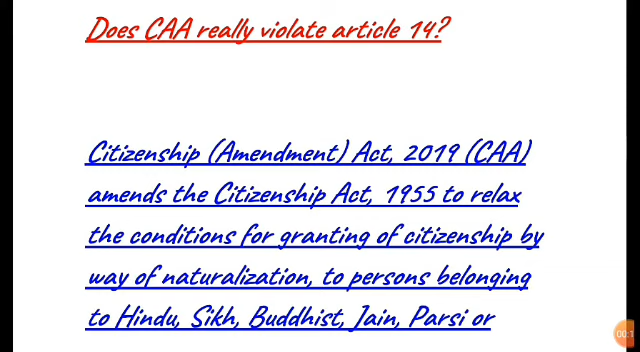 Does CAA really violate article 14?
Citizenship (Amendment) Act, 2019 (CAA)
amends the Citizenship Act, 1955 to relax
the conditions for granting of citizenship by
way of naturalization, to persons belonging
to Hindu, Sikh, Buddhist, Jain, Parsi or